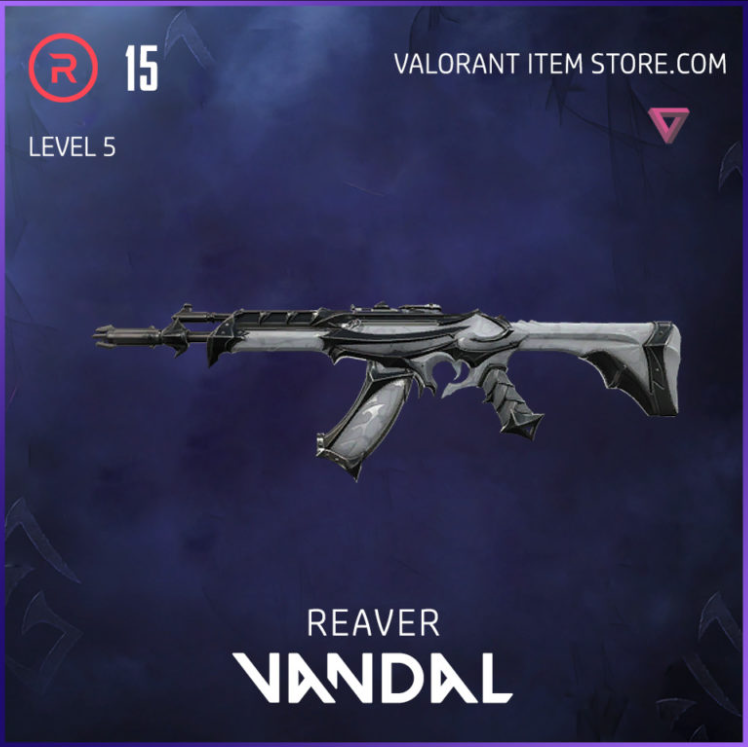 R 15
VALORANT ITEM STORE.COM
LEVEL 5
REAVER
VANDAL